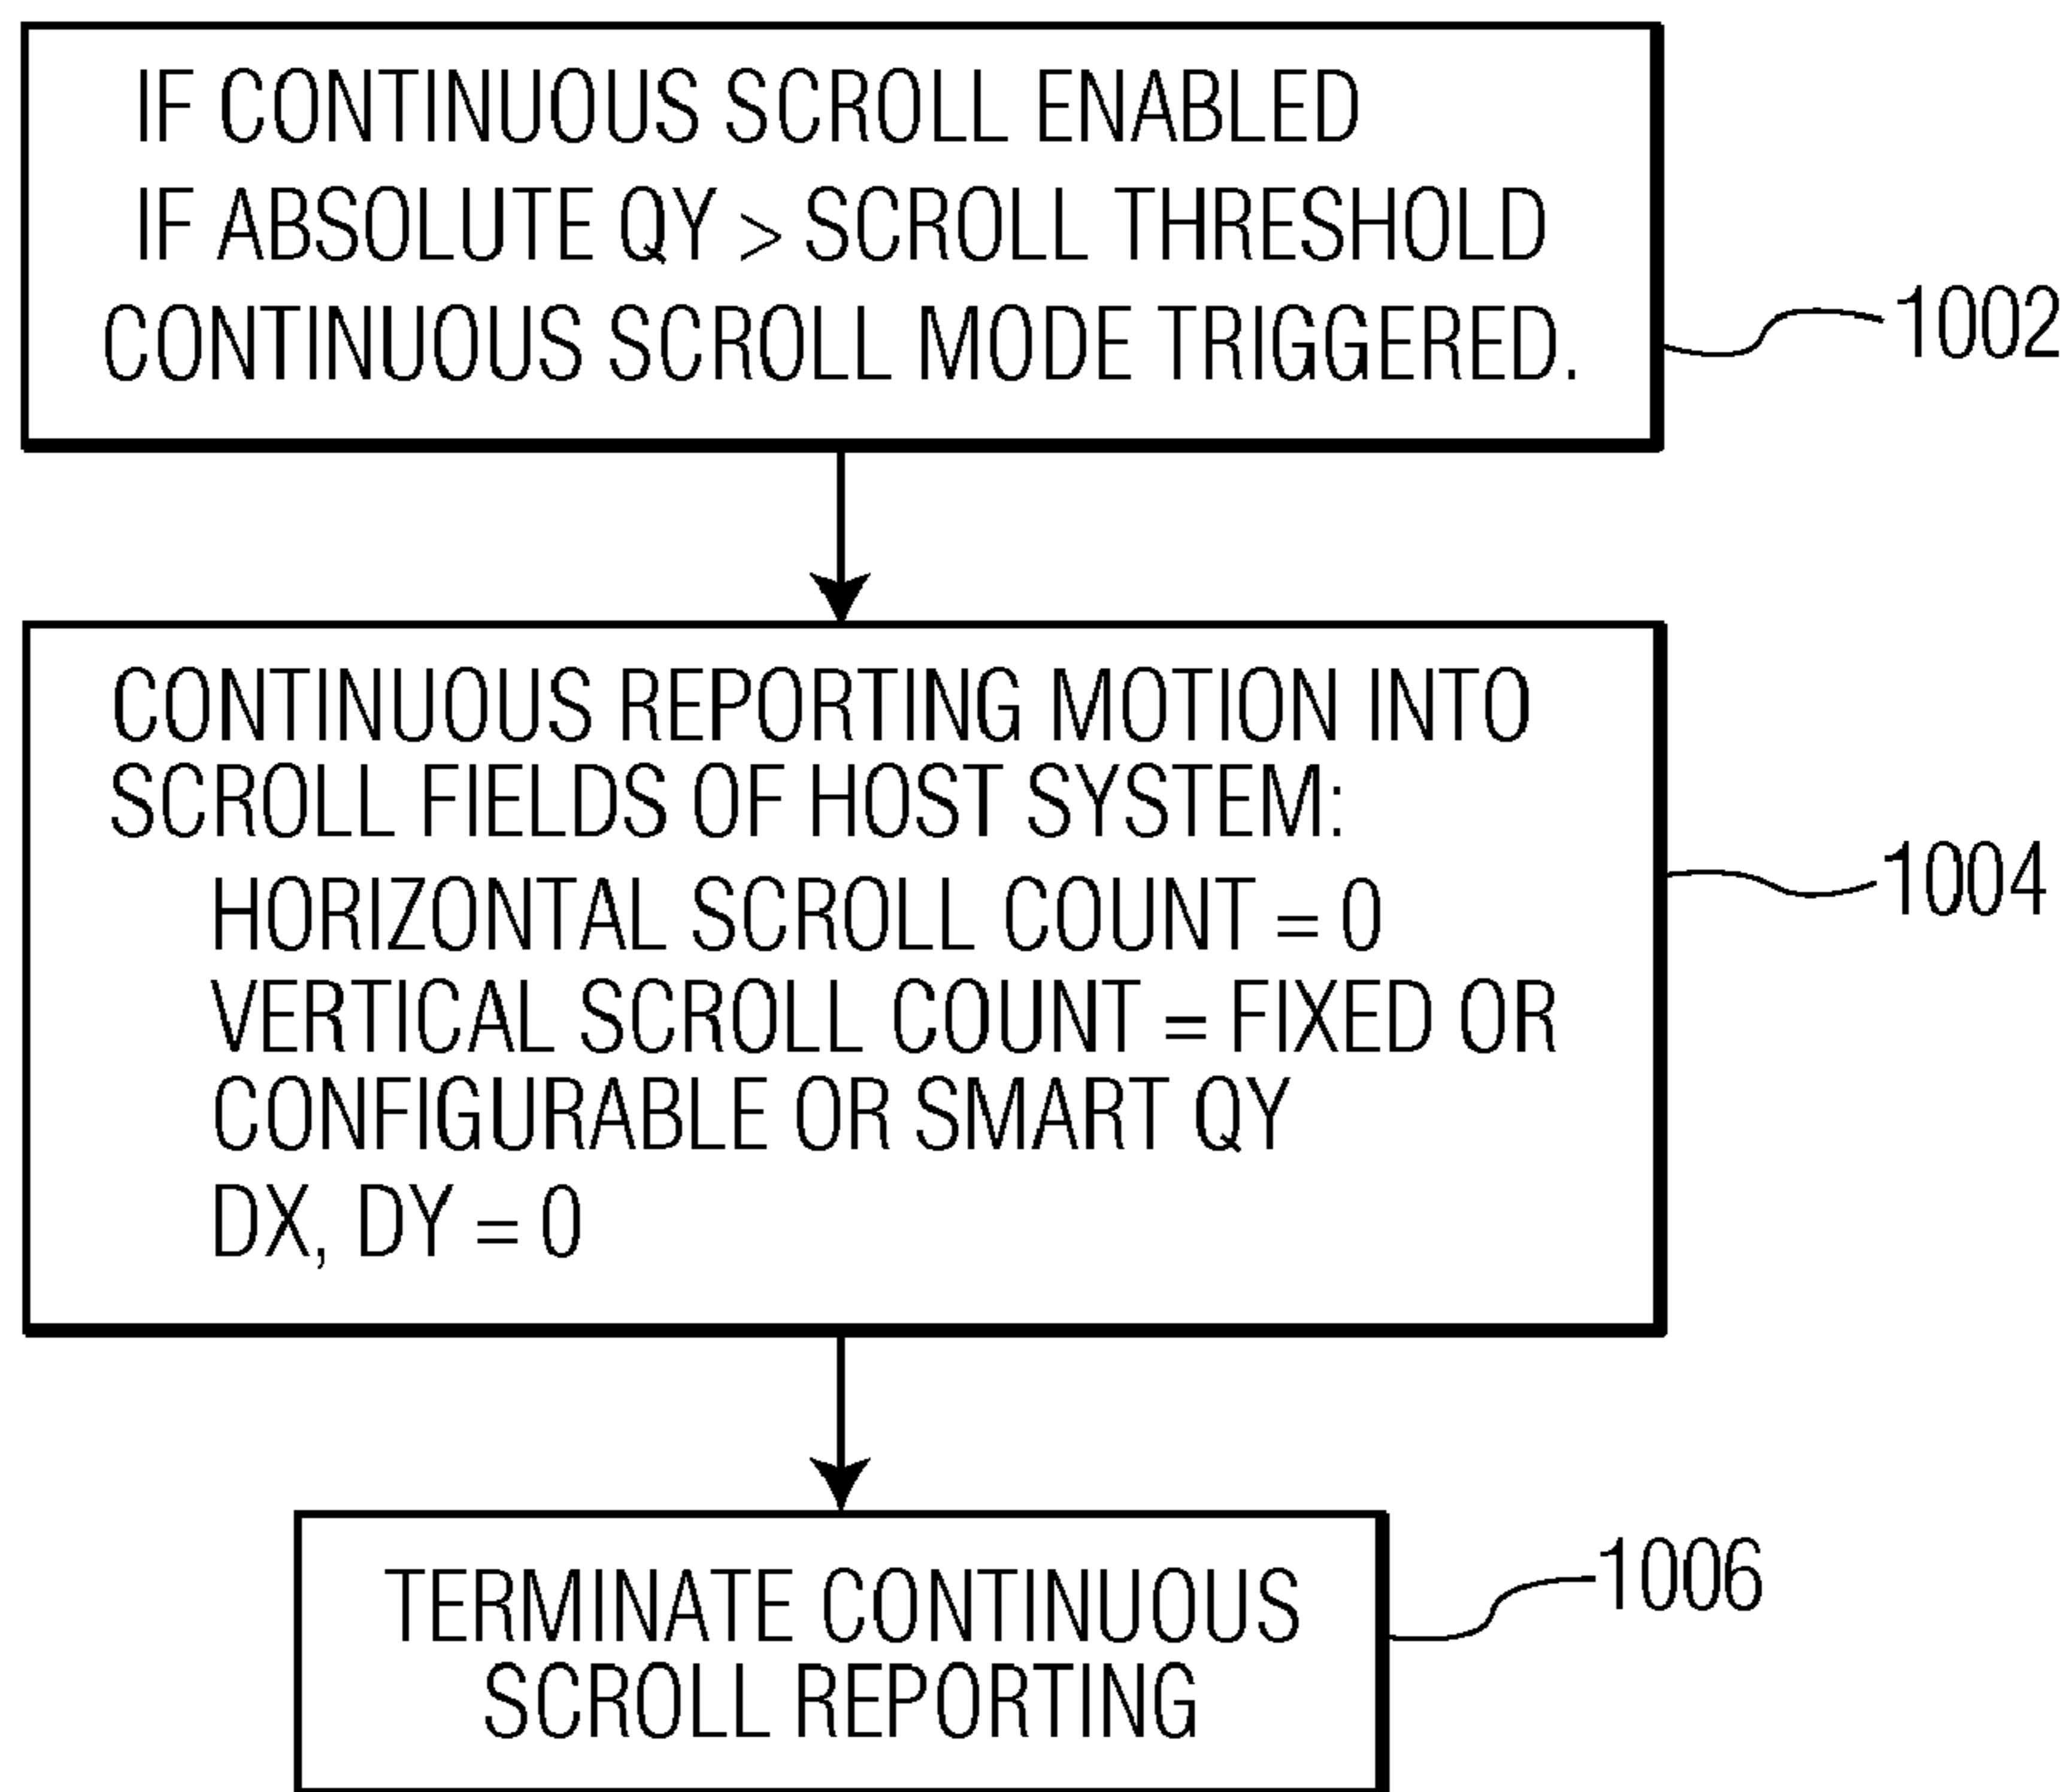 IF CONTINUOUS SCROLL ENABLED
IF ABSOLUTE QY > SCROLL THRESHOLD
CONTINUOUS SCROLL MODE TRIGGERED.
1002
CONTINUOUS REPORTING MOTION INTO
SCROLL FIELDS OF HOST SYSTEM:
HORIZONTAL SCROLL COUNT = 0
VERTICAL SCROLL COUNT = FIXED OR
CONFIGURABLE OR SMART QY
DX, DY = 0
1004
TERMINATE CONTINUOUS
SCROLL REPORTING
1006